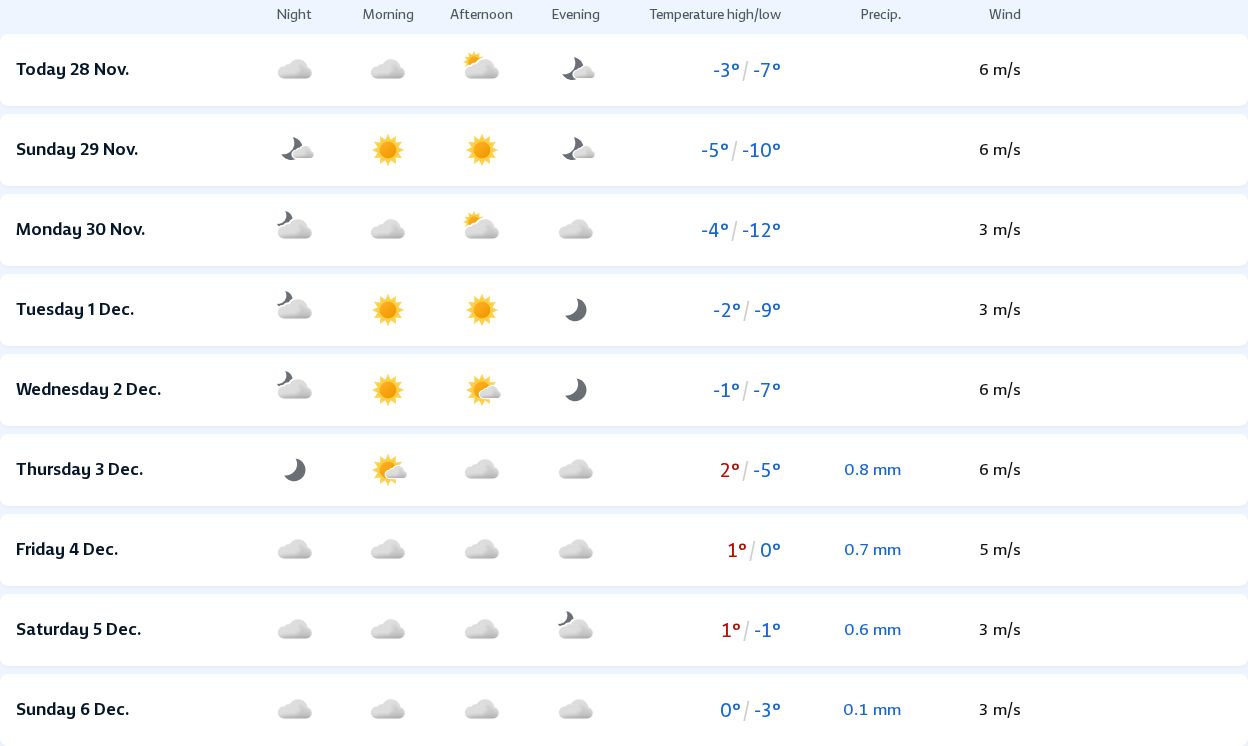 Night Morning Afternoon Evening Temperature high/low Precip. Wind
Today 28 Nov. -3°/-7° 6 m/s
Sunday 29 Nov. -5°/-10° 6 m/s
Monday 30 Nov. -4°/-12° 3 m/s
Tuesday 1 Dec. -2°/-9° 3 m/s
Wednesday 2 Dec. -1°/-7° 6 m/s
Thursday 3 Dec. 2°/-5° 0.8 mm 6 m/s
Friday 4 Dec. 1°/0° 0.7 mm 5 m/s
Saturday 5 Dec. 1°/-1° 0.6 mm 3 m/s
Sunday 6 Dec. 0°/-3° 0.1 mm 3 m/s